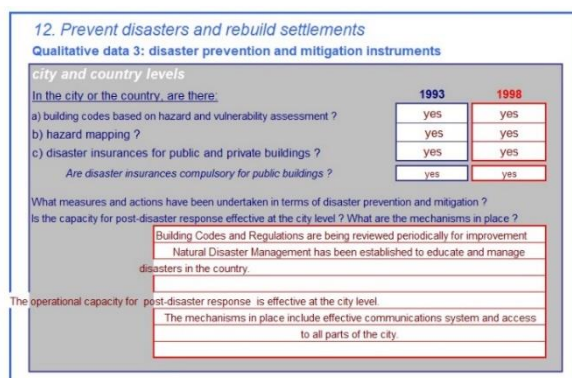 12. Prevent disasters and rebuild settlements
Qualitative data 3: disaster prevention and mitigation instruments
city and country levels
In the city or the country, are there: 1993 1998
a) building codes based on hazard and vulnerability assessment ? yes yes
b) hazard mapping ? yes yes
c) disaster insurances for public and private buildings ? yes yes
Are disaster insurances compulsory for public buildings ? yes yes
What measures and actions have been undertaken in terms of disaster prevention and mitigation ?
Is the capacity for post-disaster response effective at the city level ? What are the mechanisms in place ?
Building Codes and Regulations are being reviewed periodically for improvement
Natural Disaster Management has been established to educate and manage
disasters in the country.
The operational capacity for post-disaster response is effective at the city level.
The mechanisms in place include effective communications system and access
to all parts of the city.